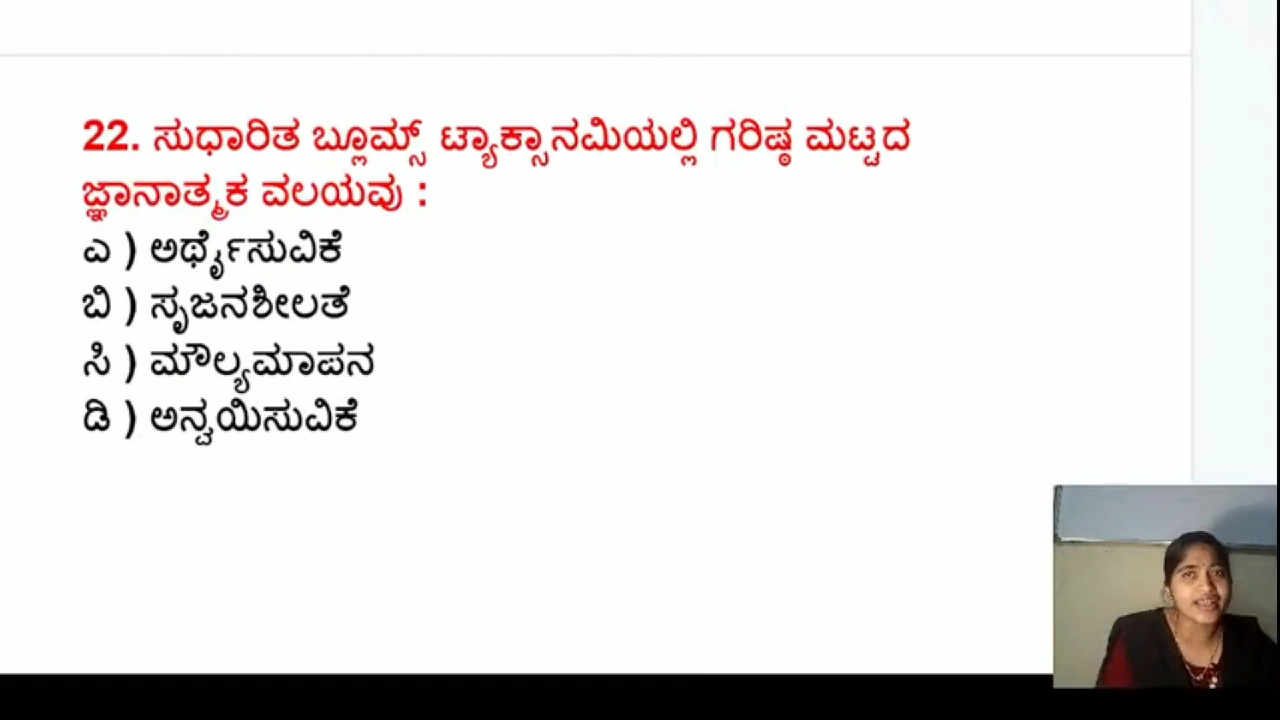 22. ಸುಧಾರಿತ ಬ್ಲೂಮ್ಸ್ ಟ್ಯಾಕ್ಸಾನಮಿಯಲ್ಲಿ ಗರಿಷ್ಠ ಮಟ್ಟದ
ಜ್ಞಾನಾತ್ಮಕ ವಲಯವು :
ಎ ) ಅರ್ಥೈಸುವಿಕೆ
ಬಿ ) ಸೃಜನಶೀಲತೆ
ಸಿ ) ಮೌಲ್ಯಮಾಪನ
ಡಿ ) ಅನ್ವಯಿಸುವಿಕೆ